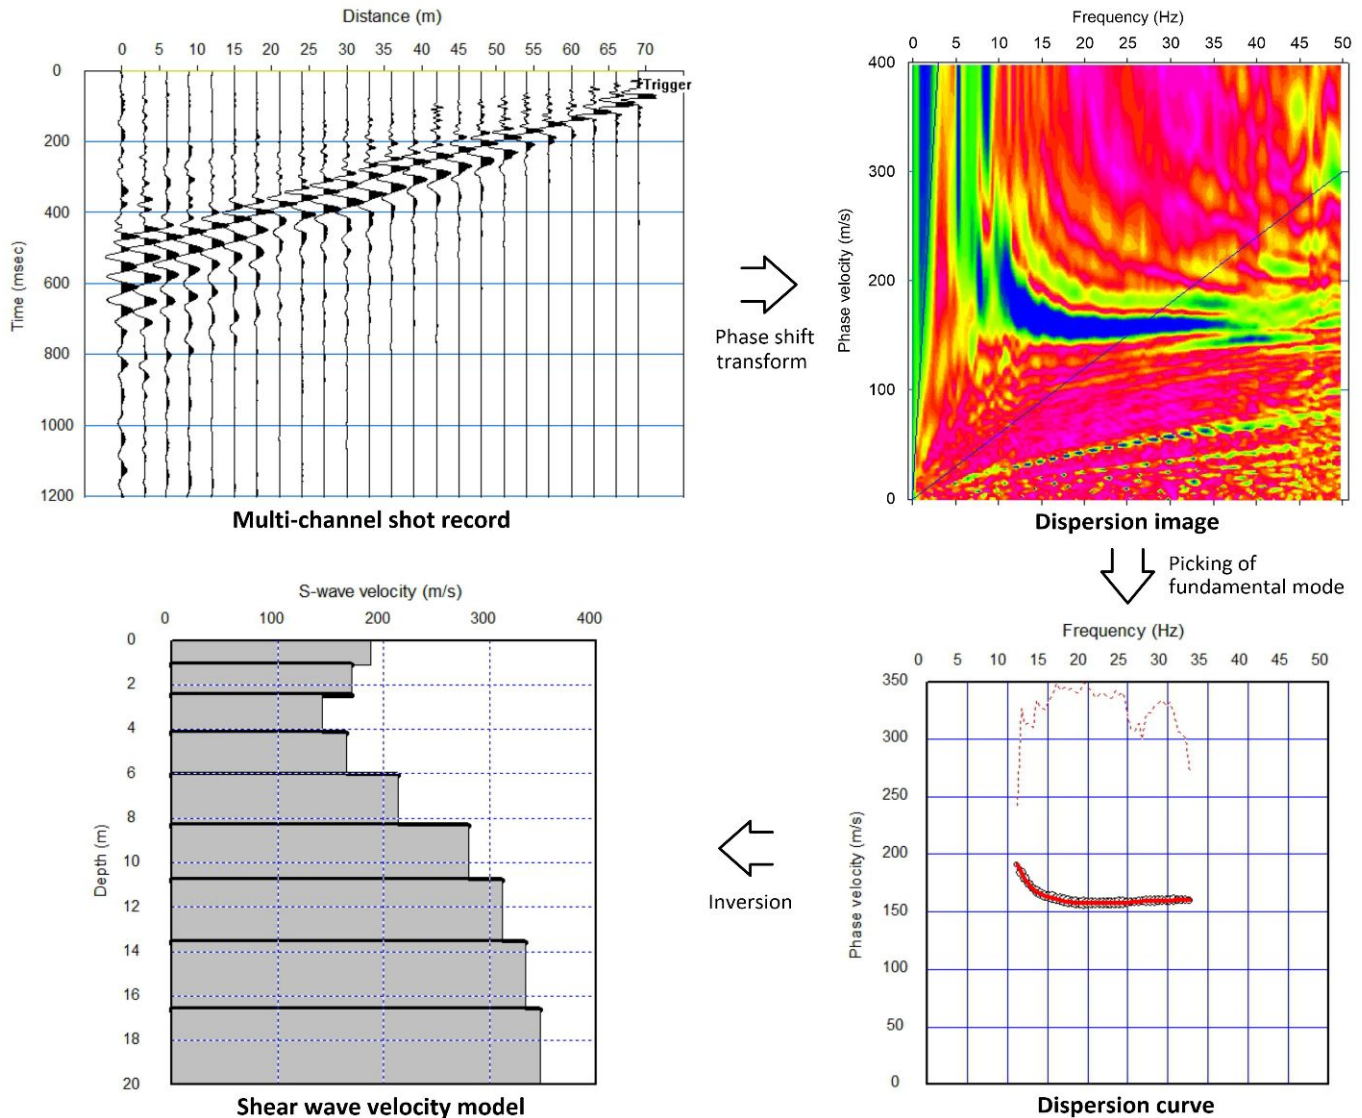 Distance (m)
0 5 10 15 20 25 30 35 40 45 50 55 60 65 70
Trigger
0
200
400
600
800
1000
1200
Time (msec)
Multi-channel shot record
Phase shift
transform
Frequency (Hz)
0 5 10 15 20 25 30 35 40 45 50
400
300
200
100
0
Phase velocity (m/s)
Dispersion image
Picking of
fundamental mode
Frequency (Hz)
0 5 10 15 20 25 30 35 40 45 50
350
300
250
200
150
100
50
0
Phase velocity (m/s)
Dispersion curve
Inversion
S-wave velocity (m/s)
0 100 200 300 400
0
2
4
6
8
10
12
14
16
18
20
Depth (m)
Shear wave velocity model